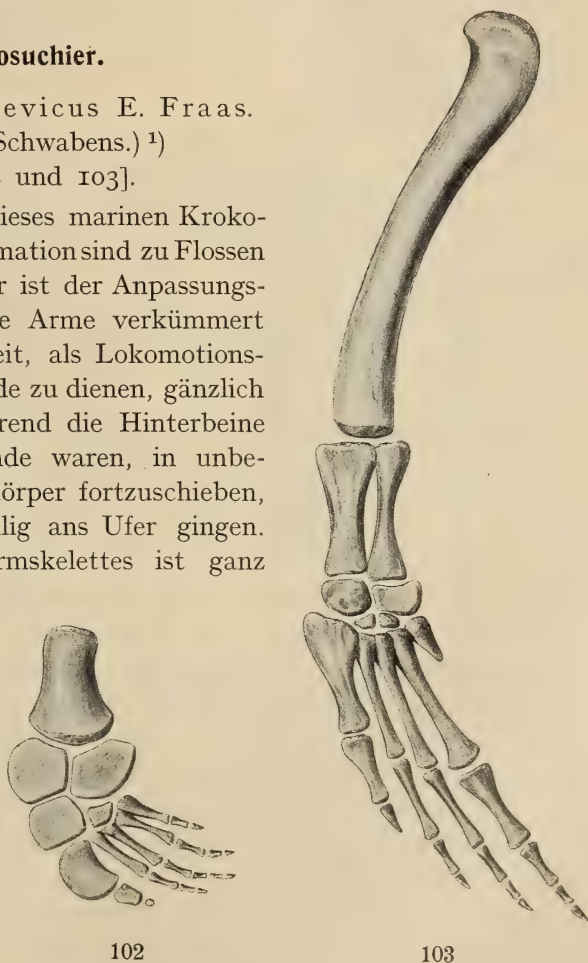 osuchier.
evicus E. Fraas.
Schwabens.) ¹)
und 103].
ieses marinen Kroko-
mation sind zu Flossen
r ist der Anpassungs-
e Arme verkümmert
eit, als Lokomotions-
de zu dienen, gänzlich
rend die Hinterbeine
nde waren, in unbe-
örper fortzuschieben,
lig ans Ufer gingen.
rmskelettes ist ganz
102
103